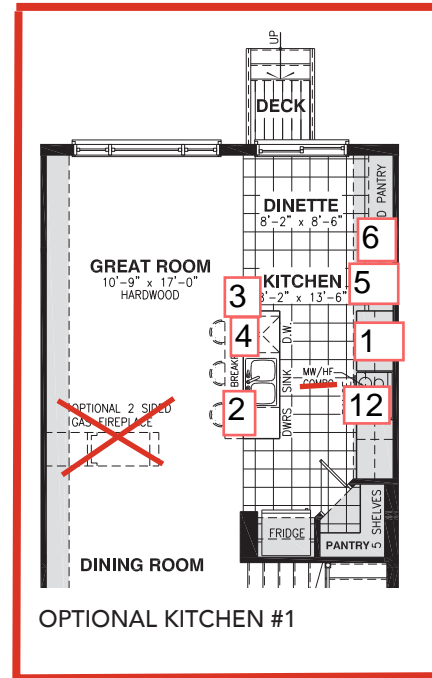 UP
DECK
DINETTE
8'-2" x 8'-6"
D PANTRY
6
GREAT ROOM
10'-9" x 17'-0"
HARDWOOD
KITCHEN
'-2" x 13'-6"
5
3
4
D.W.
1
BREAKF
SINK
MW/HF
COMBO
2
DWRS
12
OPTIONAL 2 SIDED
GAS FIREPLACE
FRIDGE
PANTRY
5 SHELVES
DINING ROOM
OPTIONAL KITCHEN #1